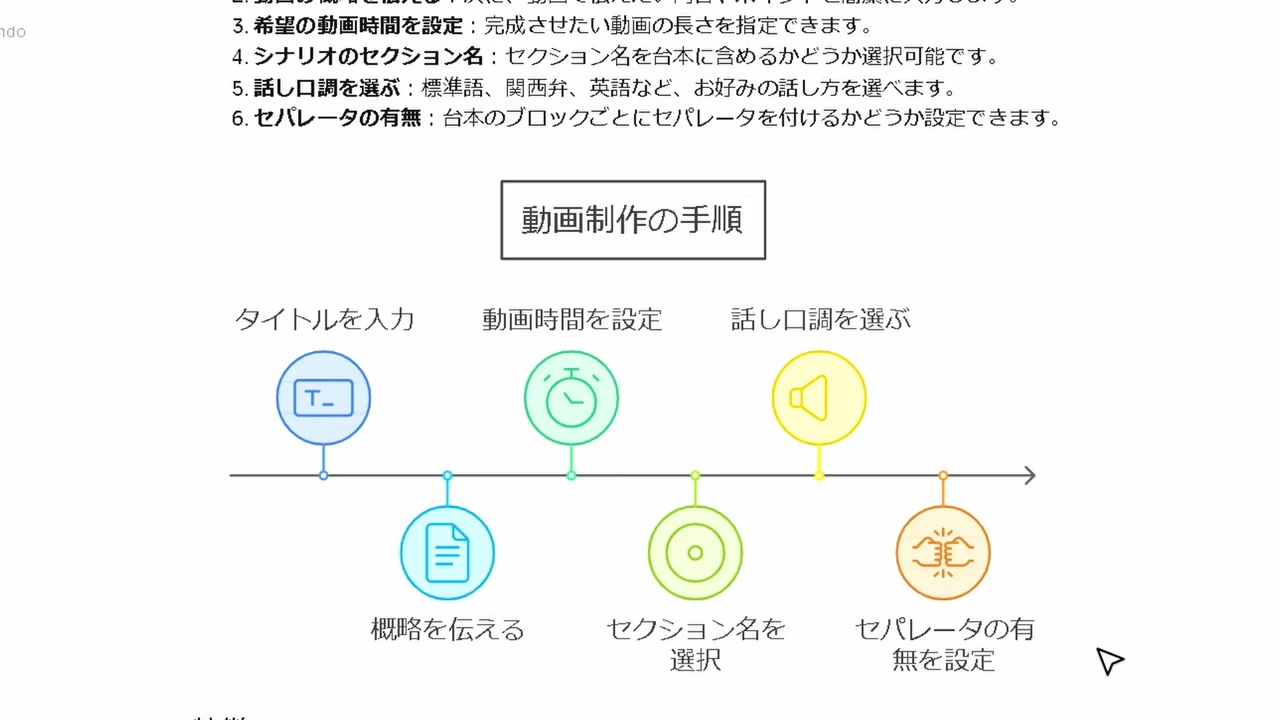 ndo
3. 希望の動画時間を設定：完成させたい動画の長さを指定できます。
4. シナリオのセクション名：セクション名を台本に含めるかどうか選択可能です。
5. 話し口調を選ぶ：標準語、関西弁、英語など、お好みの話し方を選べます。
6. セパレータの有無：台本のブロックごとにセパレータを付けるかどうか設定できます。
動画制作の手順
タイトルを入力
動画時間を設定
話し口調を選ぶ
T_
概略を伝える
セクション名を
選択
セパレータの有
無を設定